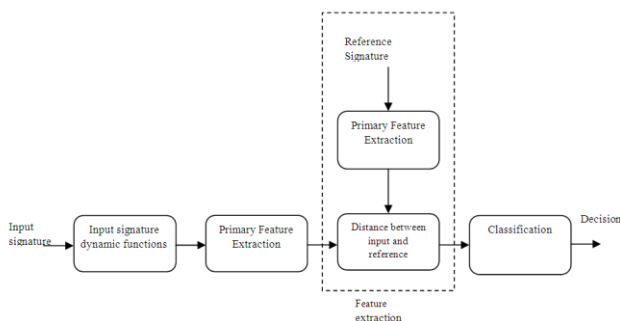 Reference
Signature
Primary Feature
Extraction
Input
signature
Input signature
dynamic functions
Primary Feature
Extraction
Distance between
input and
reference
Classification
Decision
Feature
extraction